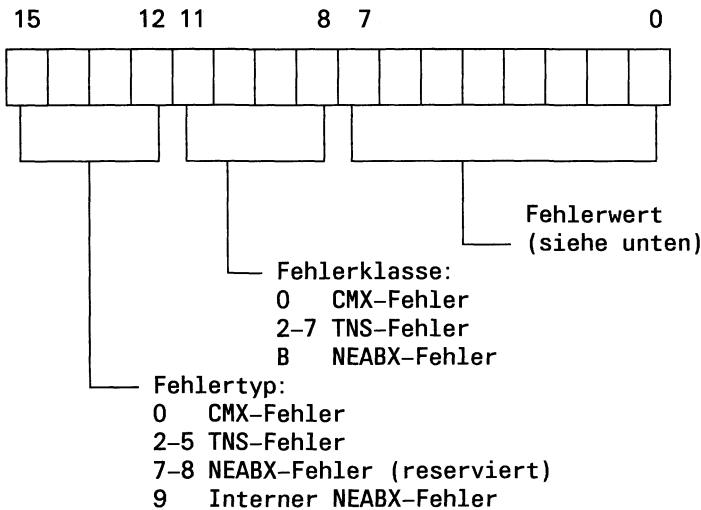 15 12 11 8 7 0
Fehlerwert
(siehe unten)
Fehlerklasse:
0 CMX–Fehler
2–7 TNS–Fehler
B NEABX–Fehler
Fehlertyp:
0 CMX–Fehler
2–5 TNS–Fehler
7–8 NEABX–Fehler (reserviert)
9 Interner NEABX–Fehler